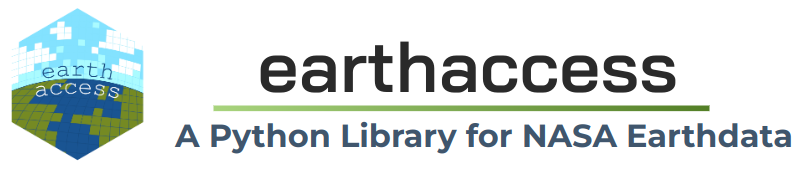 earth
access
earthaccess
A Python Library for NASA Earthdata